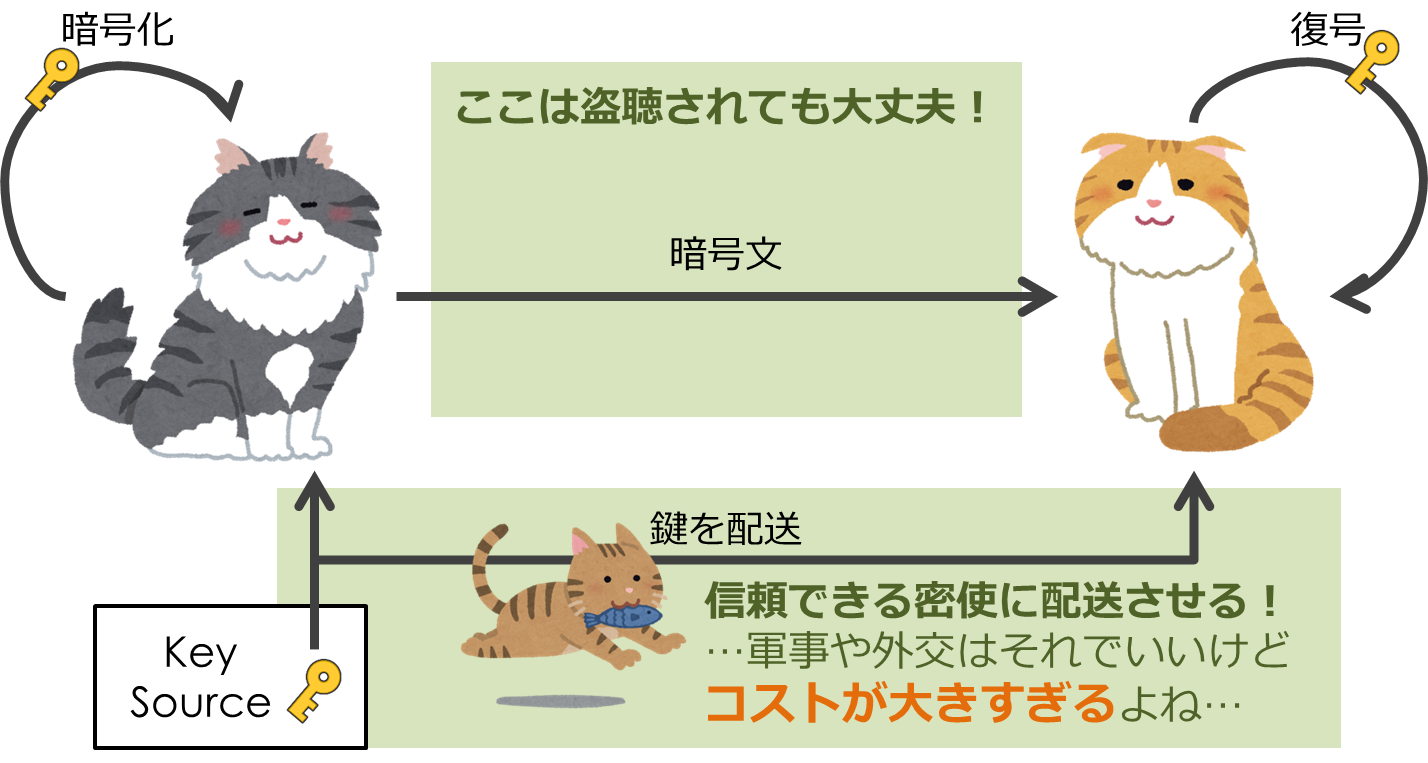 暗号化
復号
ここは盗聴されても大丈夫！
暗号文
鍵を配送
信頼できる密使に配送させる！
…軍事や外交はそれでいいけど
コストが大きすぎるよね…
Key
Source